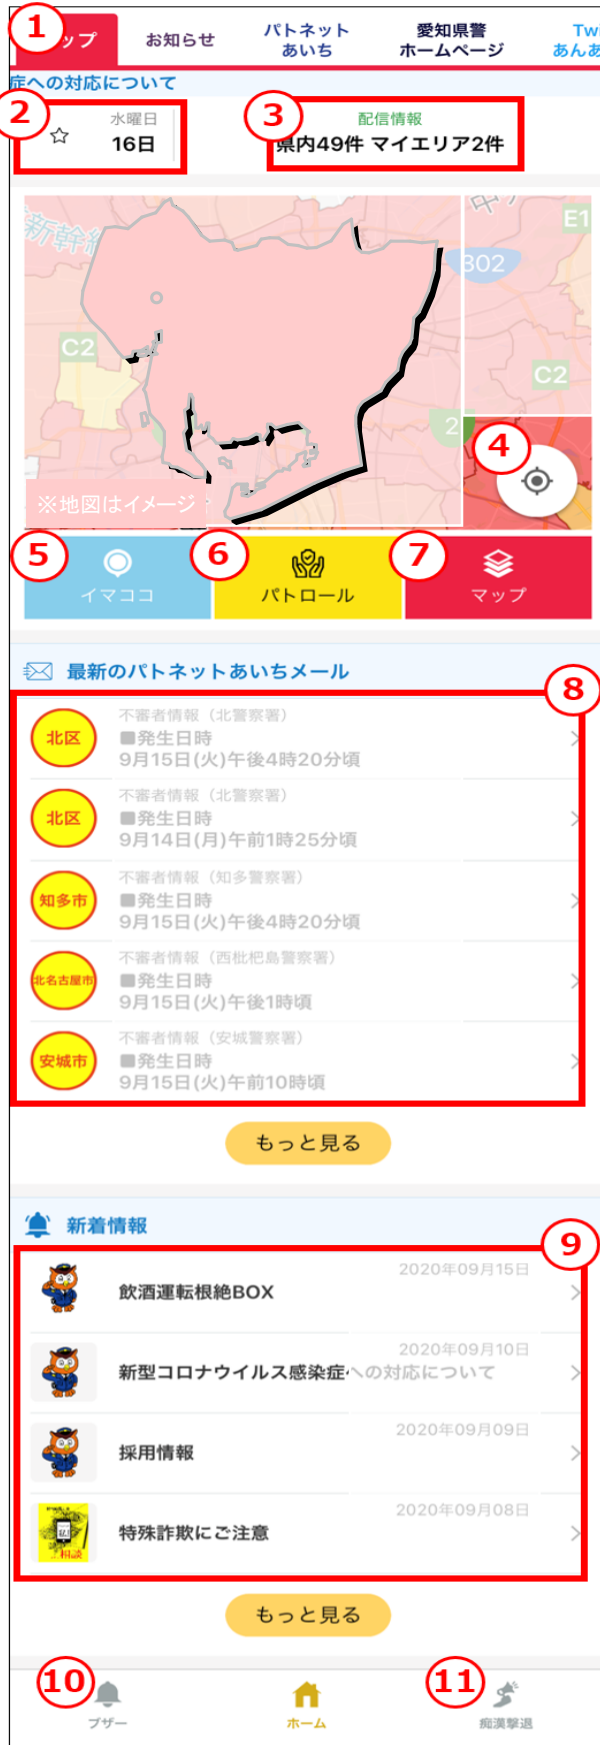 1
ップ
お知らせ
パトネット
あいち
愛知県警
ホームページ
Twi
あんあ
症への対応について
2
水曜日
16日
3
配信情報
県内49件 マイエリア2件
新幹線
E1
302
C2
C2
2
4
※地図はイメージ
5
イマココ
6
パトロール
7
マップ
最新のパトネットあいちメール
8
北区
不審者情報（北警察署）
■発生日時
9月15日(火)午後4時20分頃
北区
不審者情報（北警察署）
■発生日時
9月14日(月)午前1時25分頃
知多市
不審者情報（知多警察署）
■発生日時
9月15日(火)午後4時20分頃
北名古屋市
不審者情報（西枇杷島警察署）
■発生日時
9月15日(火)午後1時頃
安城市
不審者情報（安城警察署）
■発生日時
9月15日(火)午前10時頃
もっと見る
新着情報
9
2020年09月15日
飲酒運転根絶BOX
2020年09月10日
新型コロナウイルス感染症への対応について
2020年09月09日
採用情報
2020年09月08日
特殊詐欺にご注意
相談
もっと見る
10
ブザー
ホーム
11
痴漢撃退